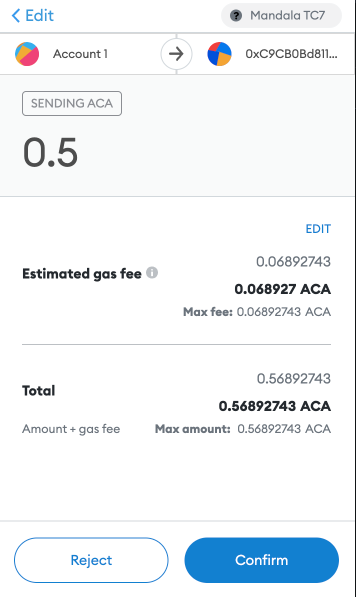 Edit
Mandala TC7
Account 1
0xC9CB0Bd811...
SENDING ACA
0.5
EDIT
0.06892743
Estimated gas fee
0.068927 ACA
Max fee: 0.06892743 ACA
0.56892743
Total
0.56892743 ACA
Amount + gas fee Max amount: 0.56892743 ACA
Reject
Confirm